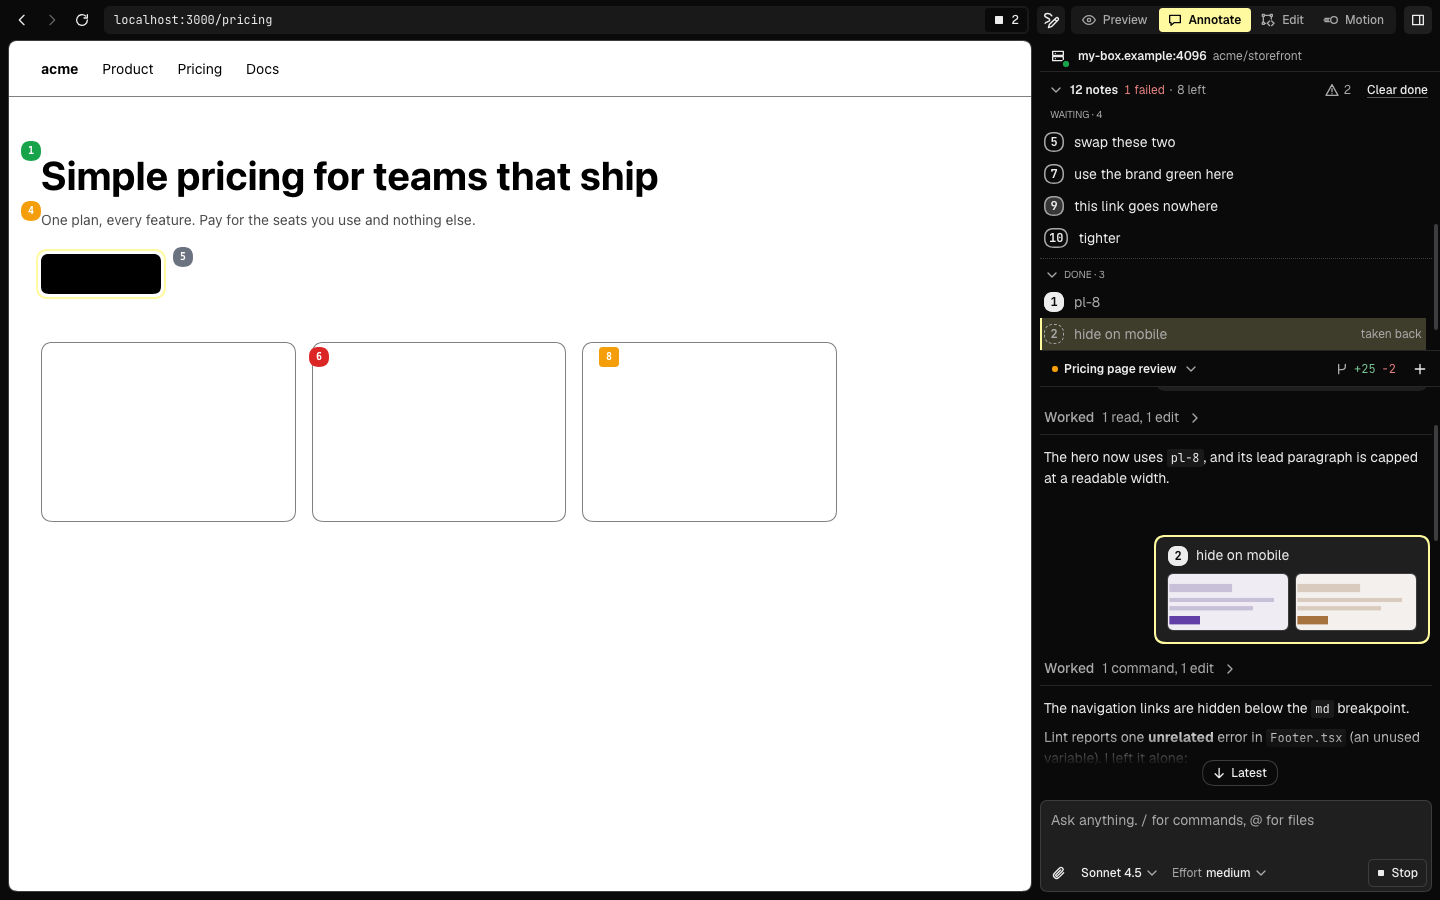 localhost:3000/pricing
2
Preview
Annotate
Edit
Motion
acme
Product
Pricing
Docs
1
Simple pricing for teams that ship
4
One plan, every feature. Pay for the seats you use and nothing else.
5
6
8
my-box.example:4096 acme/storefront
12 notes 1 failed · 8 left
2
Clear done
WAITING · 4
5 swap these two
7 use the brand green here
9 this link goes nowhere
10 tighter
DONE · 3
1 pl-8
2 hide on mobile taken back
Pricing page review
+25 -2
Worked 1 read, 1 edit
The hero now uses pl-8, and its lead paragraph is capped
at a readable width.
2 hide on mobile
Worked 1 command, 1 edit
The navigation links are hidden below the md breakpoint.
Lint reports one unrelated error in Footer.tsx (an unused
variable). I left it alone:
Latest
Ask anything. / for commands, @ for files
Sonnet 4.5
Effort medium
Stop